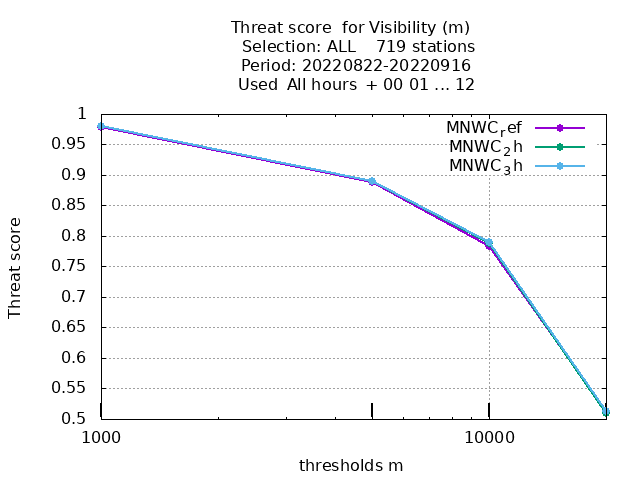 Threat score  for Visibility (m)
Selection: ALL    719 stations
Period: 20220822-20220916
Used  All hours  + 00 01 ... 12
MNWC_ref
MNWC_2h
MNWC_3h
1
0.95
0.9
0.85
0.8
0.75
0.7
0.65
0.6
0.55
0.5
Threat score
1000
10000
thresholds m